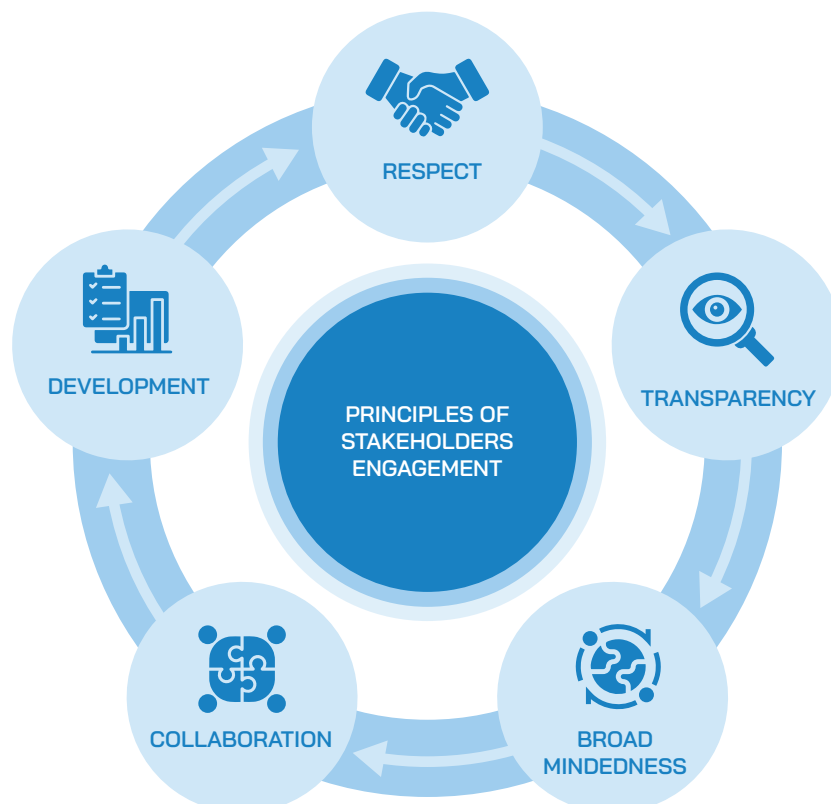 RESPECT
TRANSPARENCY
BROAD
MINDEDNESS
COLLABORATION
DEVELOPMENT
PRINCIPLES OF
STAKEHOLDERS
ENGAGEMENT